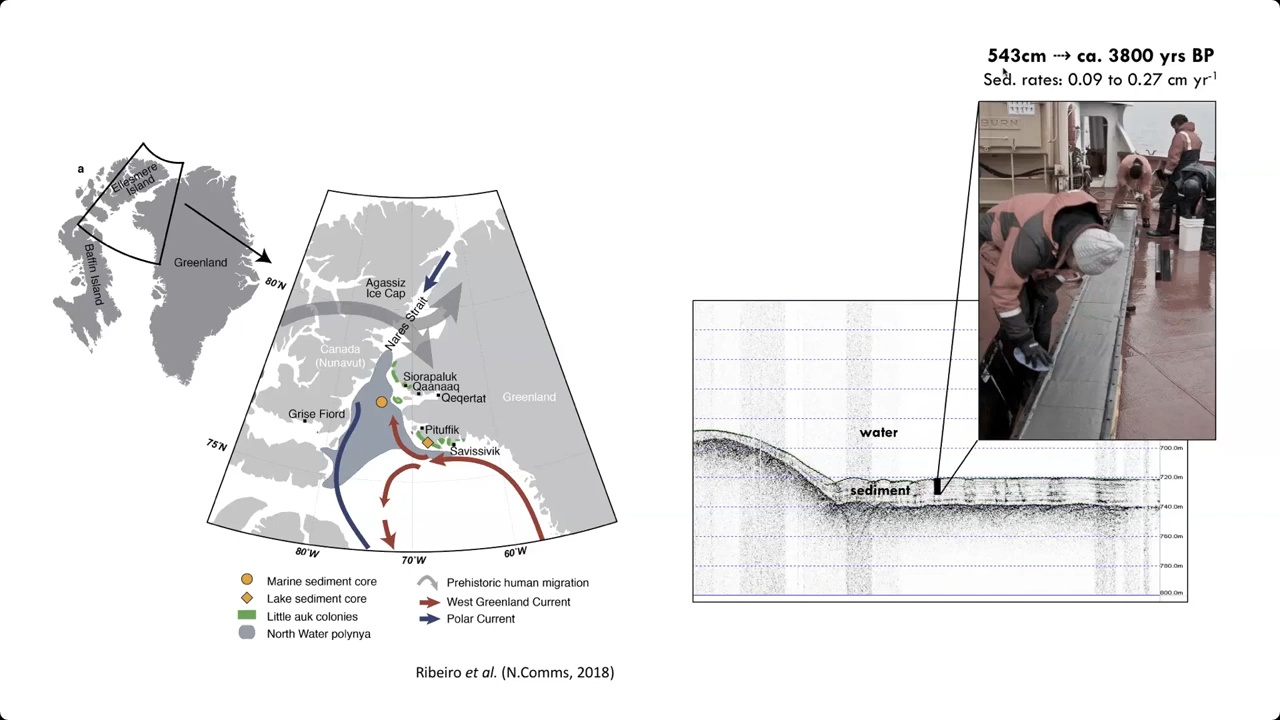 543cm ⇢ ca. 3800 yrs BP
Sed. rates: 0.09 to 0.27 cm yr-1
BURN
a
Ellesmere
Island
Baffin Island
Greenland
80°N
Agassiz
Ice Cap
Nares Strait
Canada
(Nunavut)
Siorapaluk
Qaanaaq
Qeqertat
Greenland
Grise Fiord
Pituffik
Savissivik
75°N
80°W
70°W
60°W
water
sediment
700.0m
720.0m
740.0m
760.0m
780.0m
800.0m
Marine sediment core
Lake sediment core
Little auk colonies
North Water polynya
Prehistoric human migration
West Greenland Current
Polar Current
Ribeiro et al. (N.Comms, 2018)